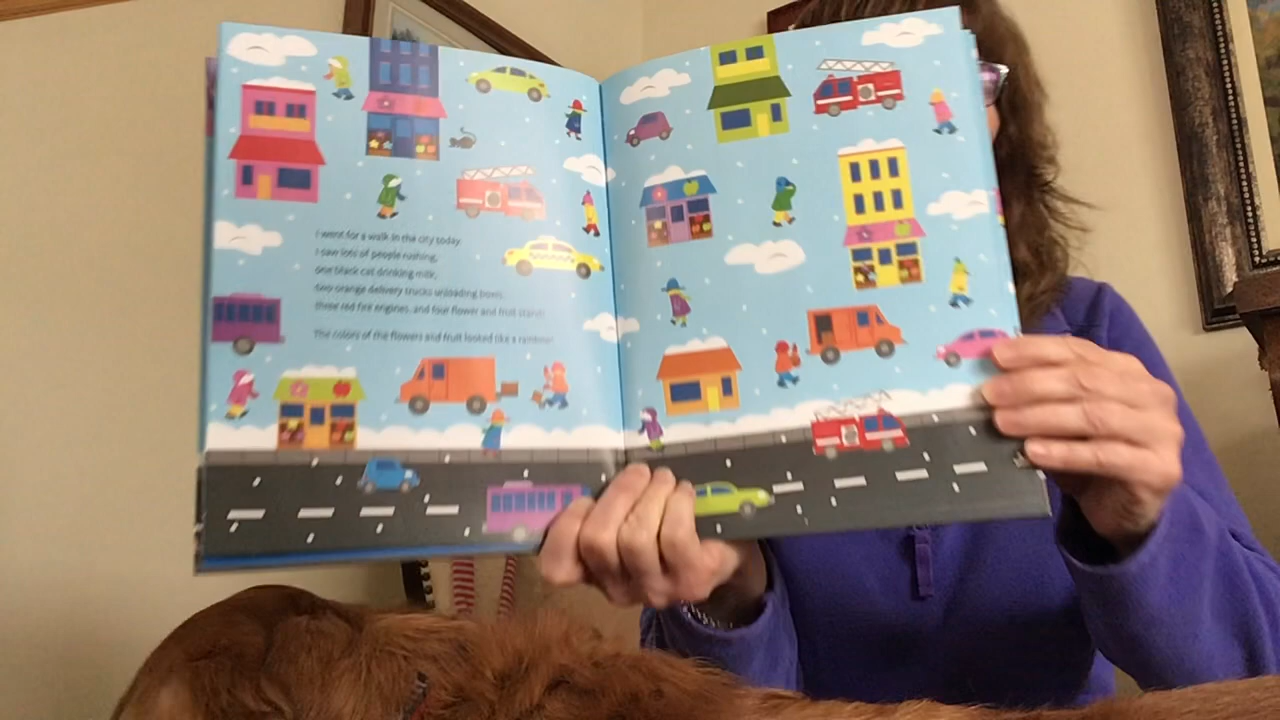 I went for a walk in the city today.
I saw lots of people rushing,
one black cat drinking milk,
two orange delivery trucks unloading boxes,
three red fire engines, and four flower and fruit stands.
The colors of the flowers and fruit looked like a rainbow!